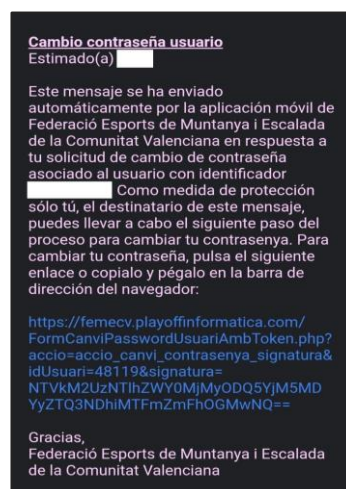 Cambio contraseña usuario
Estimado(a)
Este mensaje se ha enviado
automáticamente por la aplicación móvil de
Federació Esports de Muntanya i Escalada
de la Comunitat Valenciana en respuesta a
tu solicitud de cambio de contraseña
asociado al usuario con identificador
Como medida de protección
sólo tú, el destinatario de este mensaje,
puedes llevar a cabo el siguiente paso del
proceso para cambiar tu contrasenya. Para
cambiar tu contraseña, pulsa el siguiente
enlace o copialo y pégalo en la barra de
dirección del navegador:
https://femecv.playoffinformatica.com/
FormCanviPasswordUsuariAmbToken.php?
accio=accio_canvi_contrasenya_signatura&
idUsuari=48119&signatura=
NTVkM2UzNTlhZWY0MjMyODQ5YjM5MD
YyZTQ3NDhiMTFmZmFhOGMwNQ==
Gracias,
Federació Esports de Muntanya i Escalada
de la Comunitat Valenciana